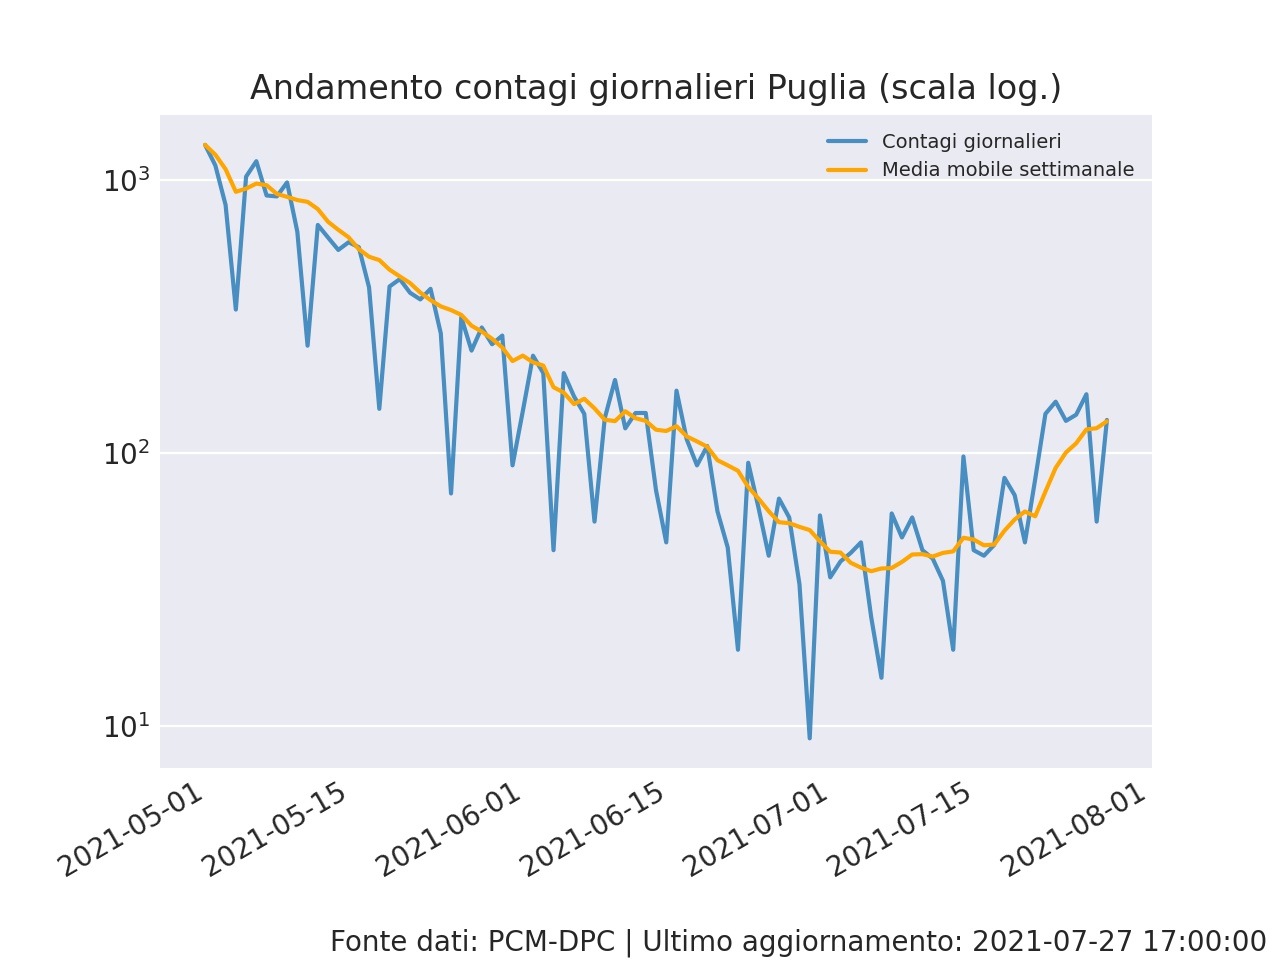 Andamento contagi giornalieri Puglia (scala log.)
Contagi giornalieri
Media mobile settimanale
10³
10²
10¹
2021-05-01
2021-05-15
2021-06-01
2021-06-15
2021-07-01
2021-07-15
2021-08-01
Fonte dati: PCM-DPC | Ultimo aggiornamento: 2021-07-27 17:00:00